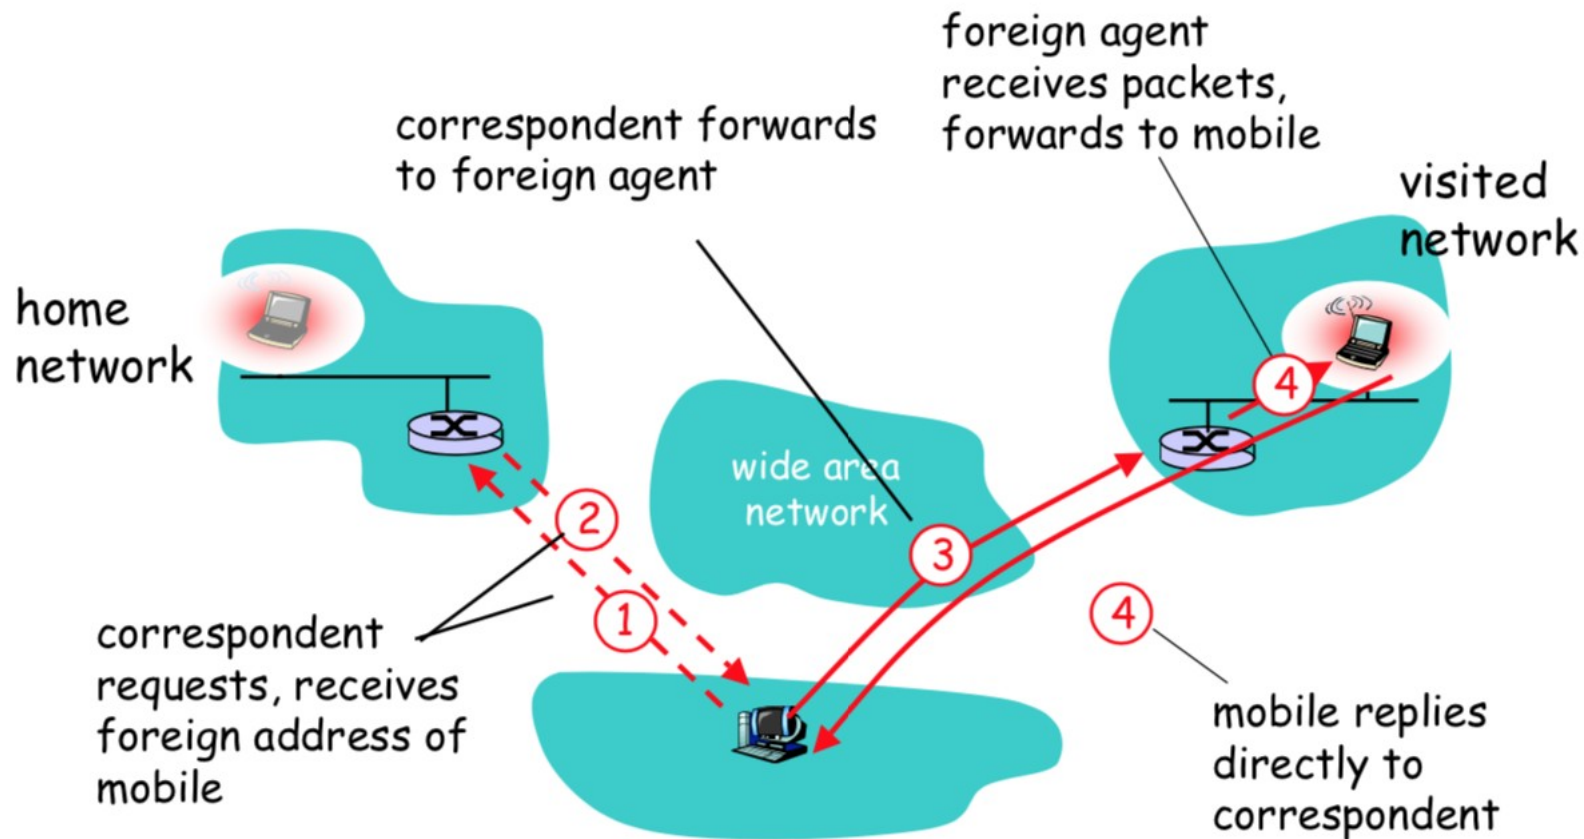 foreign agent
receives packets,
forwards to mobile
correspondent forwards
to foreign agent
visited
network
home
network
4
wide area
network
2
3
1
4
correspondent
requests, receives
foreign address of
mobile
mobile replies
directly to
correspondent